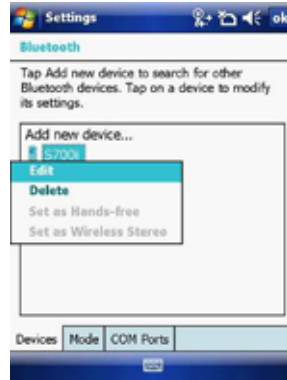 Settings
ok
Bluetooth
Tap Add new device to search for other
Bluetooth devices. Tap on a device to modify
its settings.
Add new device...
S700i
Edit
Delete
Set as Hands-free
Set as Wireless Stereo
Devices Mode COM Ports